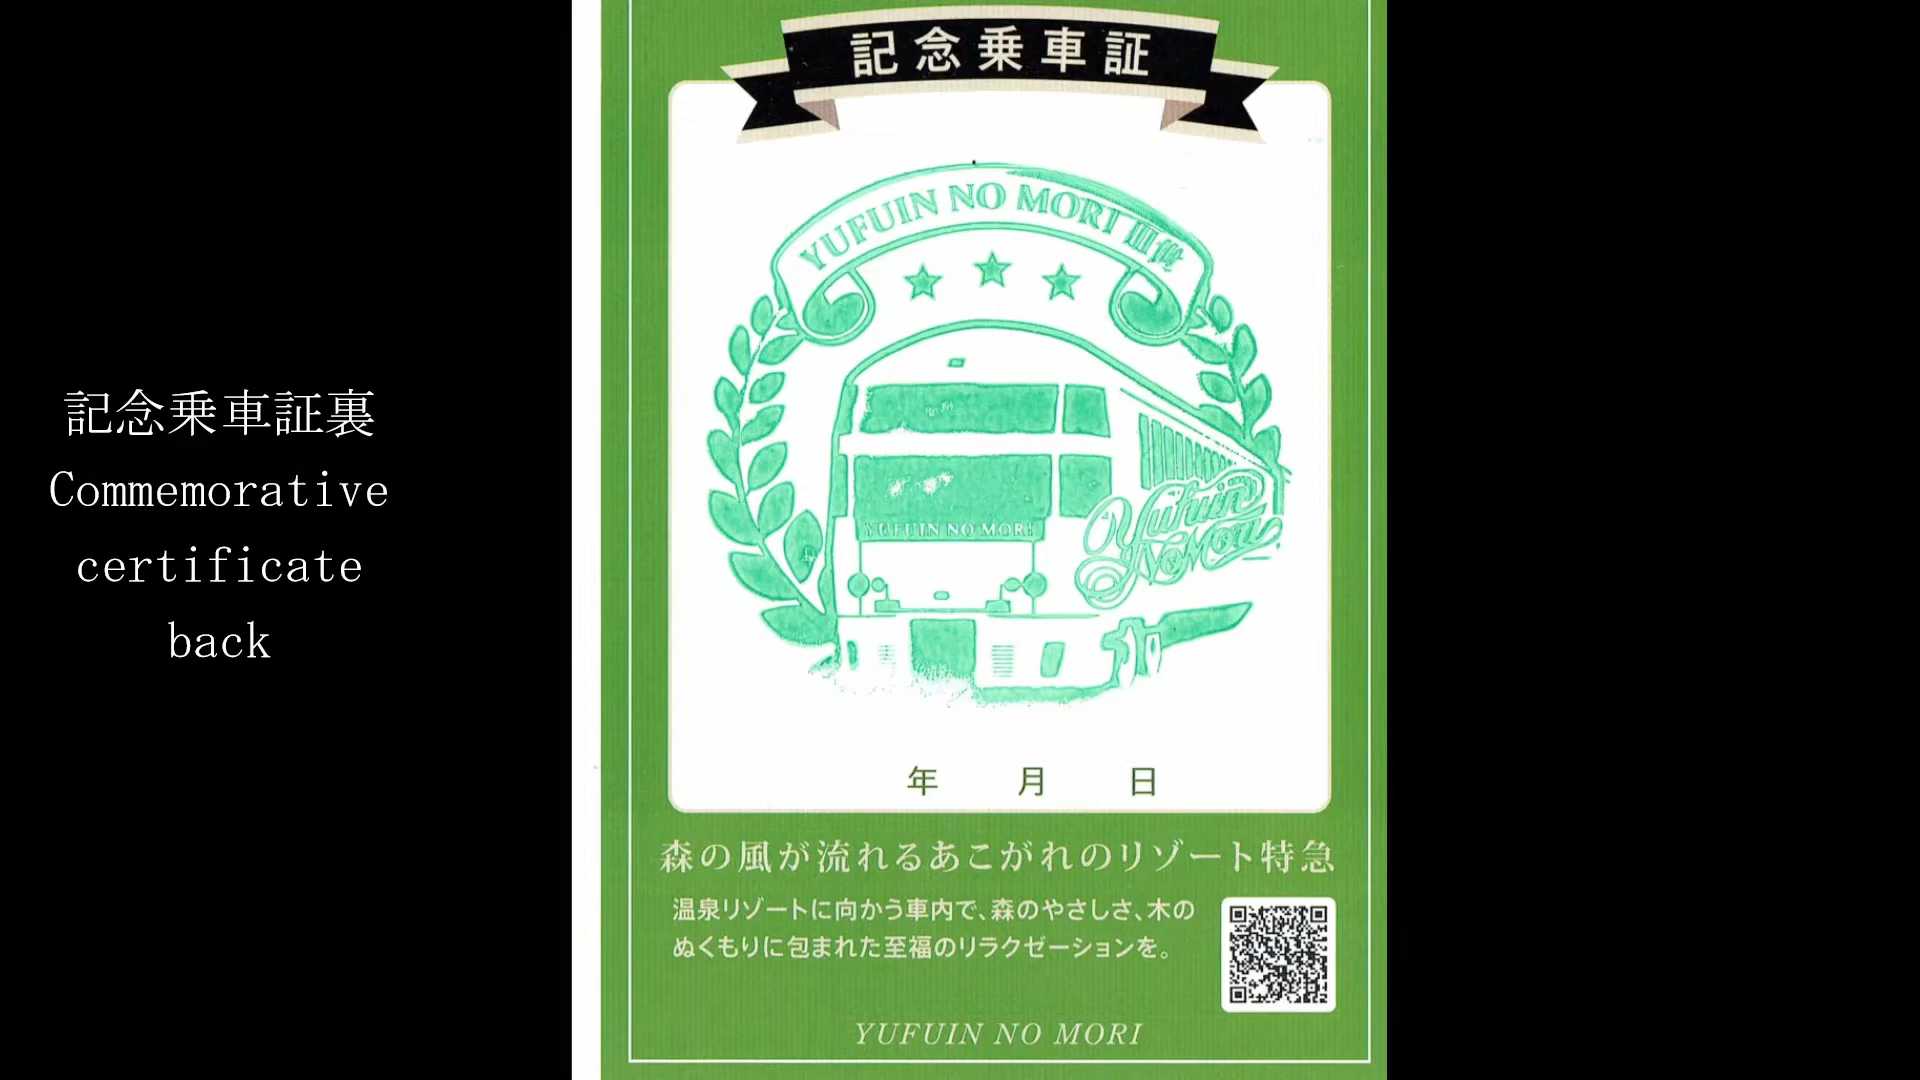 記念乗車証裏
Commemorative
certificate
back
記念乗車証
YUFUIN NO MORI III世
YUFUIN NO MORI
Yufuin
No Mori
年 月 日
森の風が流れるあこがれのリゾート特急
温泉リゾートに向かう車内で、森のやさしさ、木の
ぬくもりに包まれた至福のリラクゼーションを。
YUFUIN NO MORI